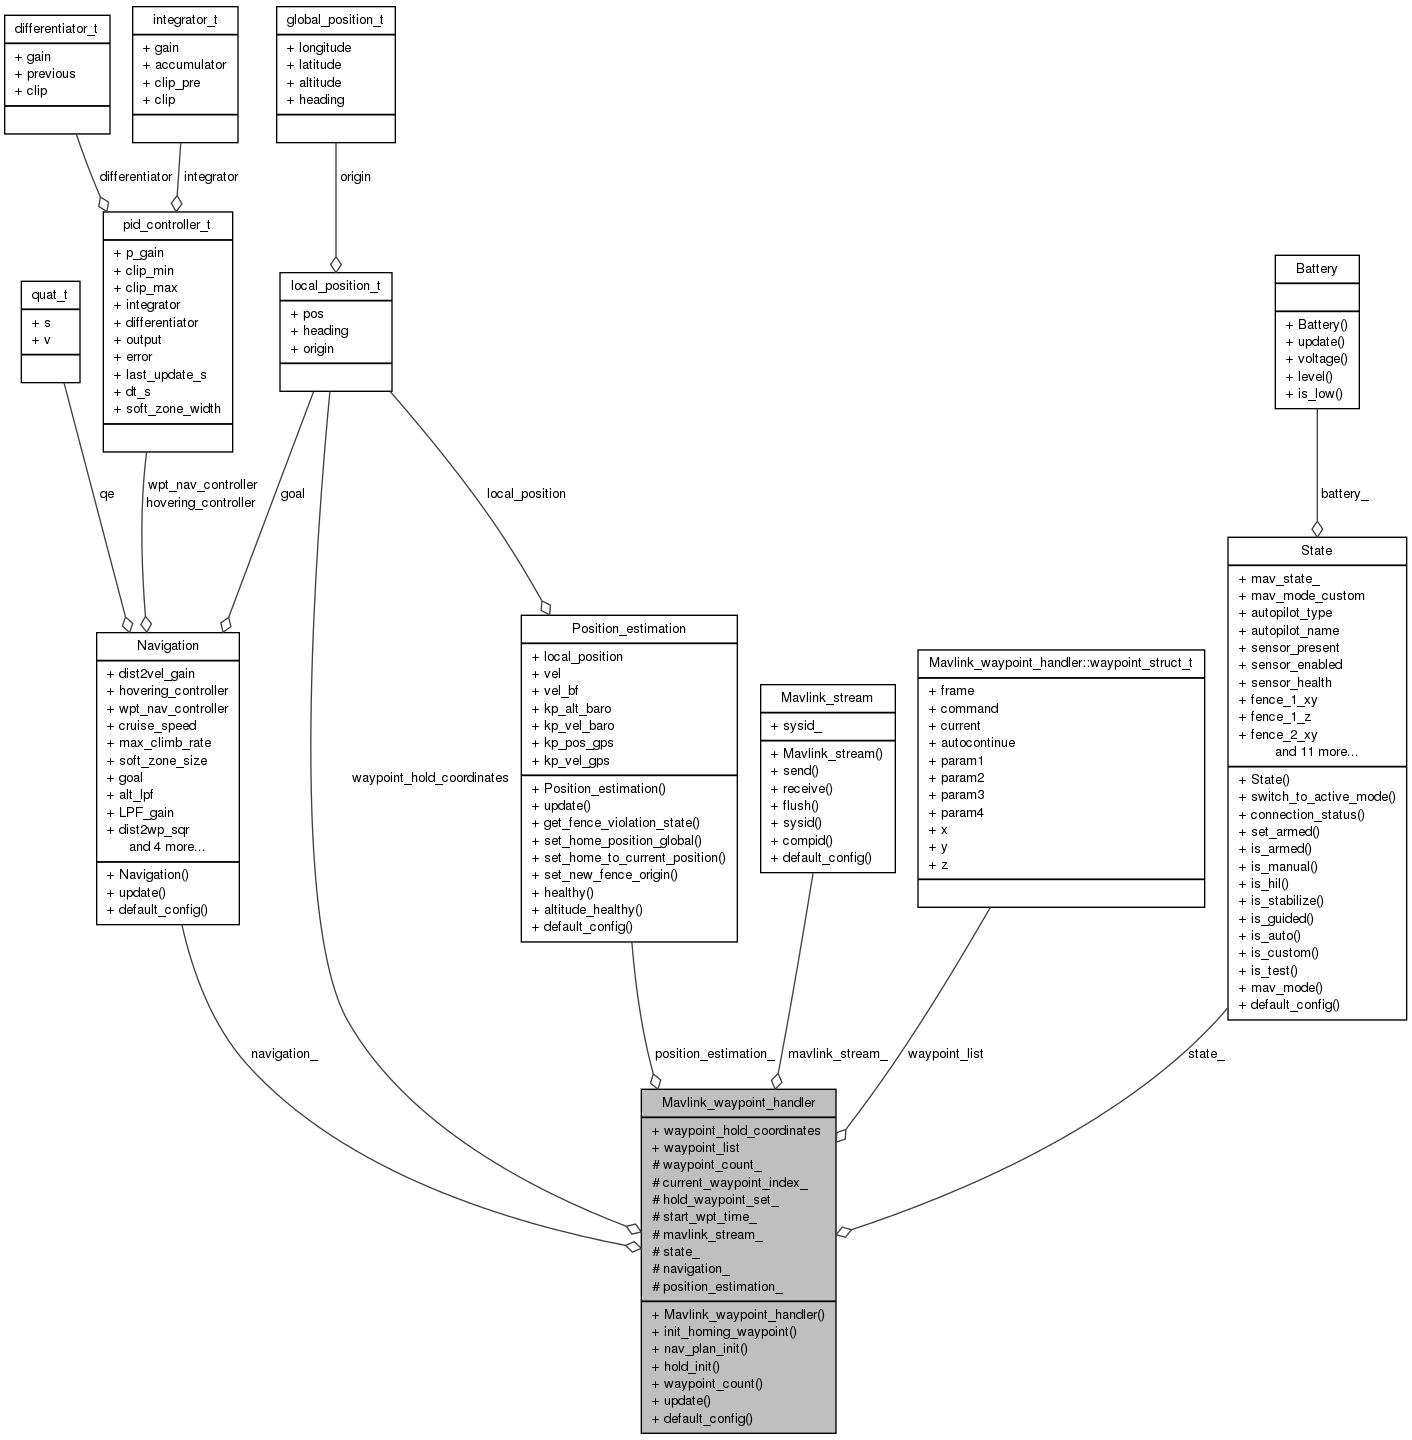 differentiator_t
+ gain
+ previous
+ clip
integrator_t
+ gain
+ accumulator
+ clip_pre
+ clip
global_position_t
+ longitude
+ latitude
+ altitude
+ heading
differentiator
integrator
origin
pid_controller_t
+ p_gain
+ clip_min
+ clip_max
+ integrator
+ differentiator
+ output
+ error
+ last_update_s
+ dt_s
+ soft_zone_width
quat_t
+ s
+ v
local_position_t
+ pos
+ heading
+ origin
Battery
+ Battery()
+ update()
+ voltage()
+ level()
+ is_low()
qe
wpt_nav_controller
hovering_controller
goal
local_position
battery_
Navigation
+ dist2vel_gain
+ hovering_controller
+ wpt_nav_controller
+ cruise_speed
+ max_climb_rate
+ soft_zone_size
+ goal
+ alt_lpf
+ LPF_gain
+ dist2wp_sqr
and 4 more...
+ Navigation()
+ update()
+ default_config()
waypoint_hold_coordinates
Position_estimation
+ local_position
+ vel
+ vel_bf
+ kp_alt_baro
+ kp_vel_baro
+ kp_pos_gps
+ kp_vel_gps
+ Position_estimation()
+ update()
+ get_fence_violation_state()
+ set_home_position_global()
+ set_home_to_current_position()
+ set_new_fence_origin()
+ healthy()
+ altitude_healthy()
+ default_config()
Mavlink_stream
+ sysid_
+ Mavlink_stream()
+ send()
+ receive()
+ flush()
+ sysid()
+ compid()
+ default_config()
Mavlink_waypoint_handler::waypoint_struct_t
+ frame
+ command
+ current
+ autocontinue
+ param1
+ param2
+ param3
+ param4
+ x
+ y
+ z
State
+ mav_state_
+ mav_mode_custom
+ autopilot_type
+ autopilot_name
+ sensor_present
+ sensor_enabled
+ sensor_health
+ fence_1_xy
+ fence_1_z
+ fence_2_xy
and 11 more...
+ State()
+ switch_to_active_mode()
+ connection_status()
+ set_armed()
+ is_armed()
+ is_manual()
+ is_hil()
+ is_stabilize()
+ is_guided()
+ is_auto()
+ is_custom()
+ is_test()
+ mav_mode()
+ default_config()
navigation_
position_estimation_
mavlink_stream_
waypoint_list
state_
Mavlink_waypoint_handler
+ waypoint_hold_coordinates
+ waypoint_list
# waypoint_count_
# current_waypoint_index_
# hold_waypoint_set_
# start_wpt_time_
# mavlink_stream_
# state_
# navigation_
# position_estimation_
+ Mavlink_waypoint_handler()
+ init_homing_waypoint()
+ nav_plan_init()
+ hold_init()
+ waypoint_count()
+ update()
+ default_config()